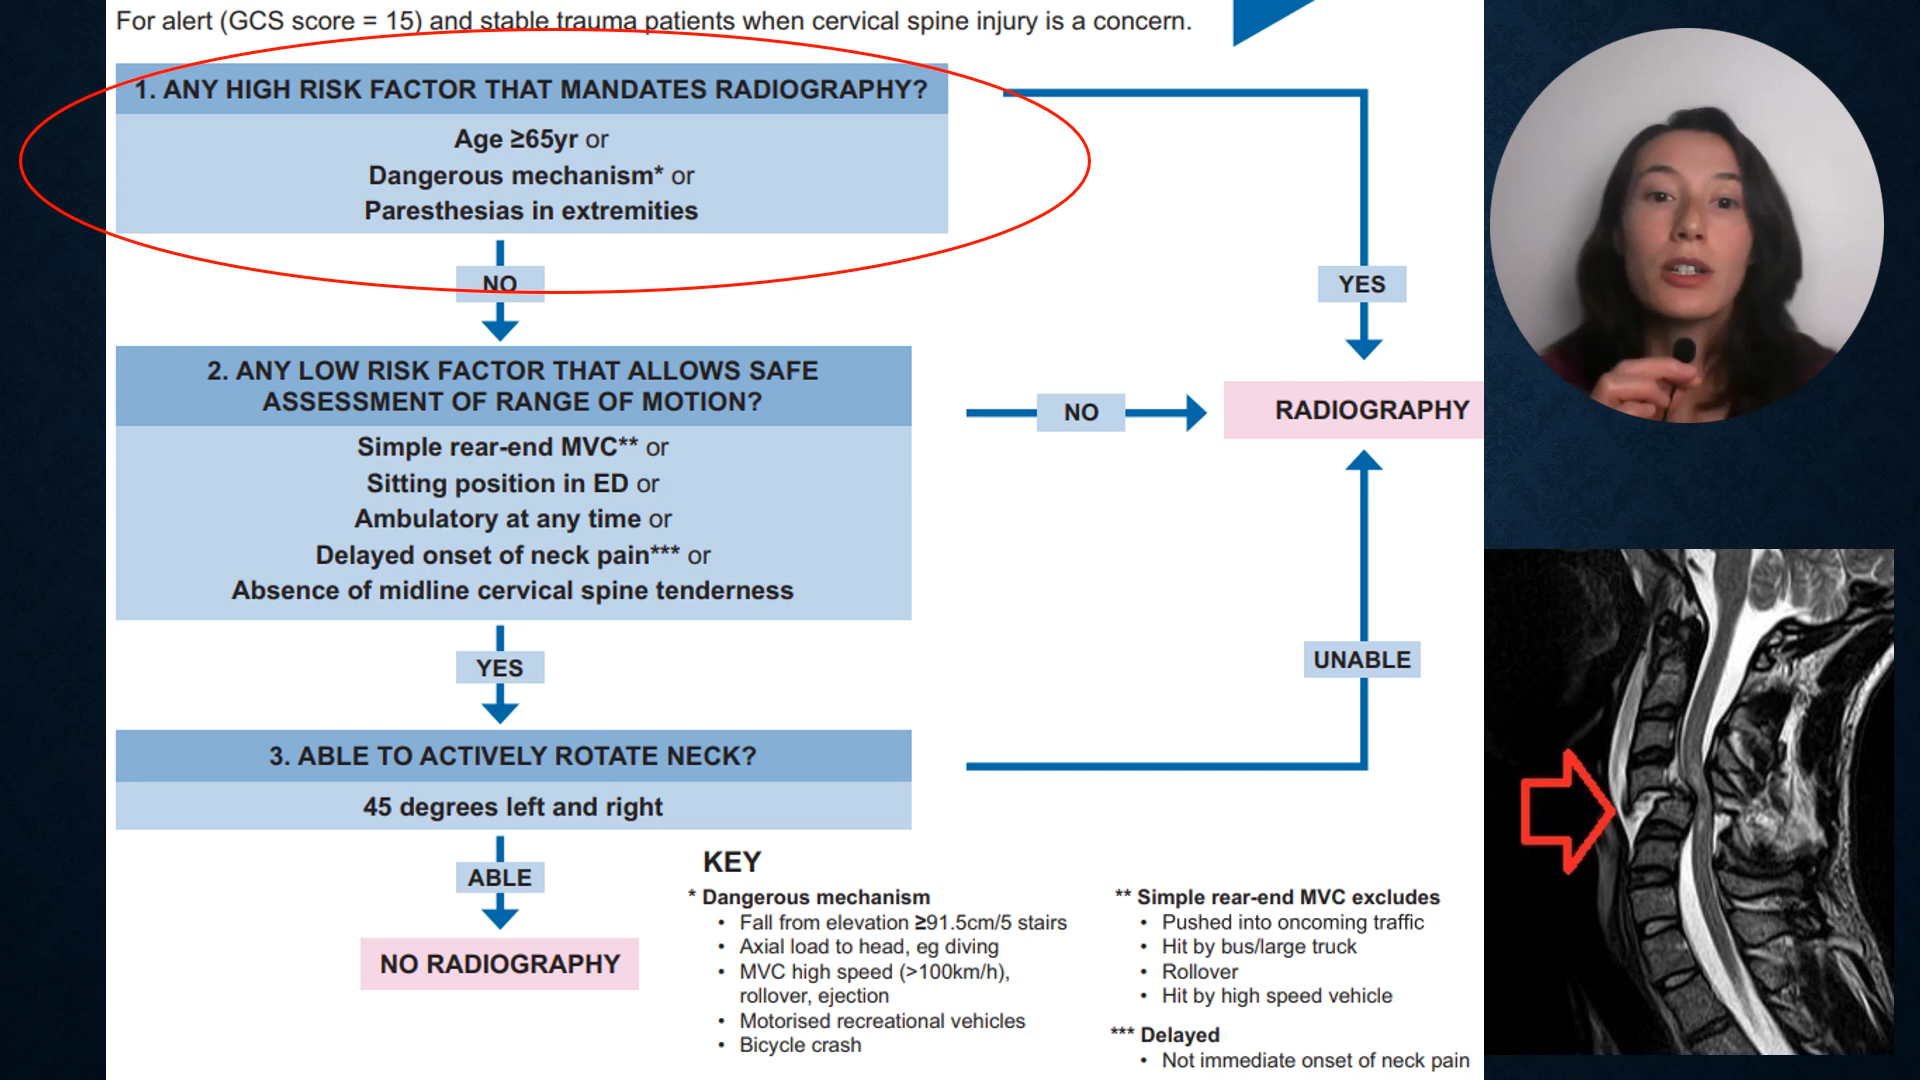 For alert (GCS score = 15) and stable trauma patients when cervical spine injury is a concern.
1. ANY HIGH RISK FACTOR THAT MANDATES RADIOGRAPHY?
Age ≥65yr or
Dangerous mechanism* or
Paresthesias in extremities
NO
YES
2. ANY LOW RISK FACTOR THAT ALLOWS SAFE
ASSESSMENT OF RANGE OF MOTION?
Simple rear-end MVC** or
Sitting position in ED or
Ambulatory at any time or
Delayed onset of neck pain*** or
Absence of midline cervical spine tenderness
NO
RADIOGRAPHY
YES
UNABLE
3. ABLE TO ACTIVELY ROTATE NECK?
45 degrees left and right
ABLE
NO RADIOGRAPHY
KEY
* Dangerous mechanism
• Fall from elevation ≥91.5cm/5 stairs
• Axial load to head, eg diving
• MVC high speed (>100km/h),
rollover, ejection
• Motorised recreational vehicles
• Bicycle crash
** Simple rear-end MVC excludes
• Pushed into oncoming traffic
• Hit by bus/large truck
• Rollover
• Hit by high speed vehicle
*** Delayed
• Not immediate onset of neck pain